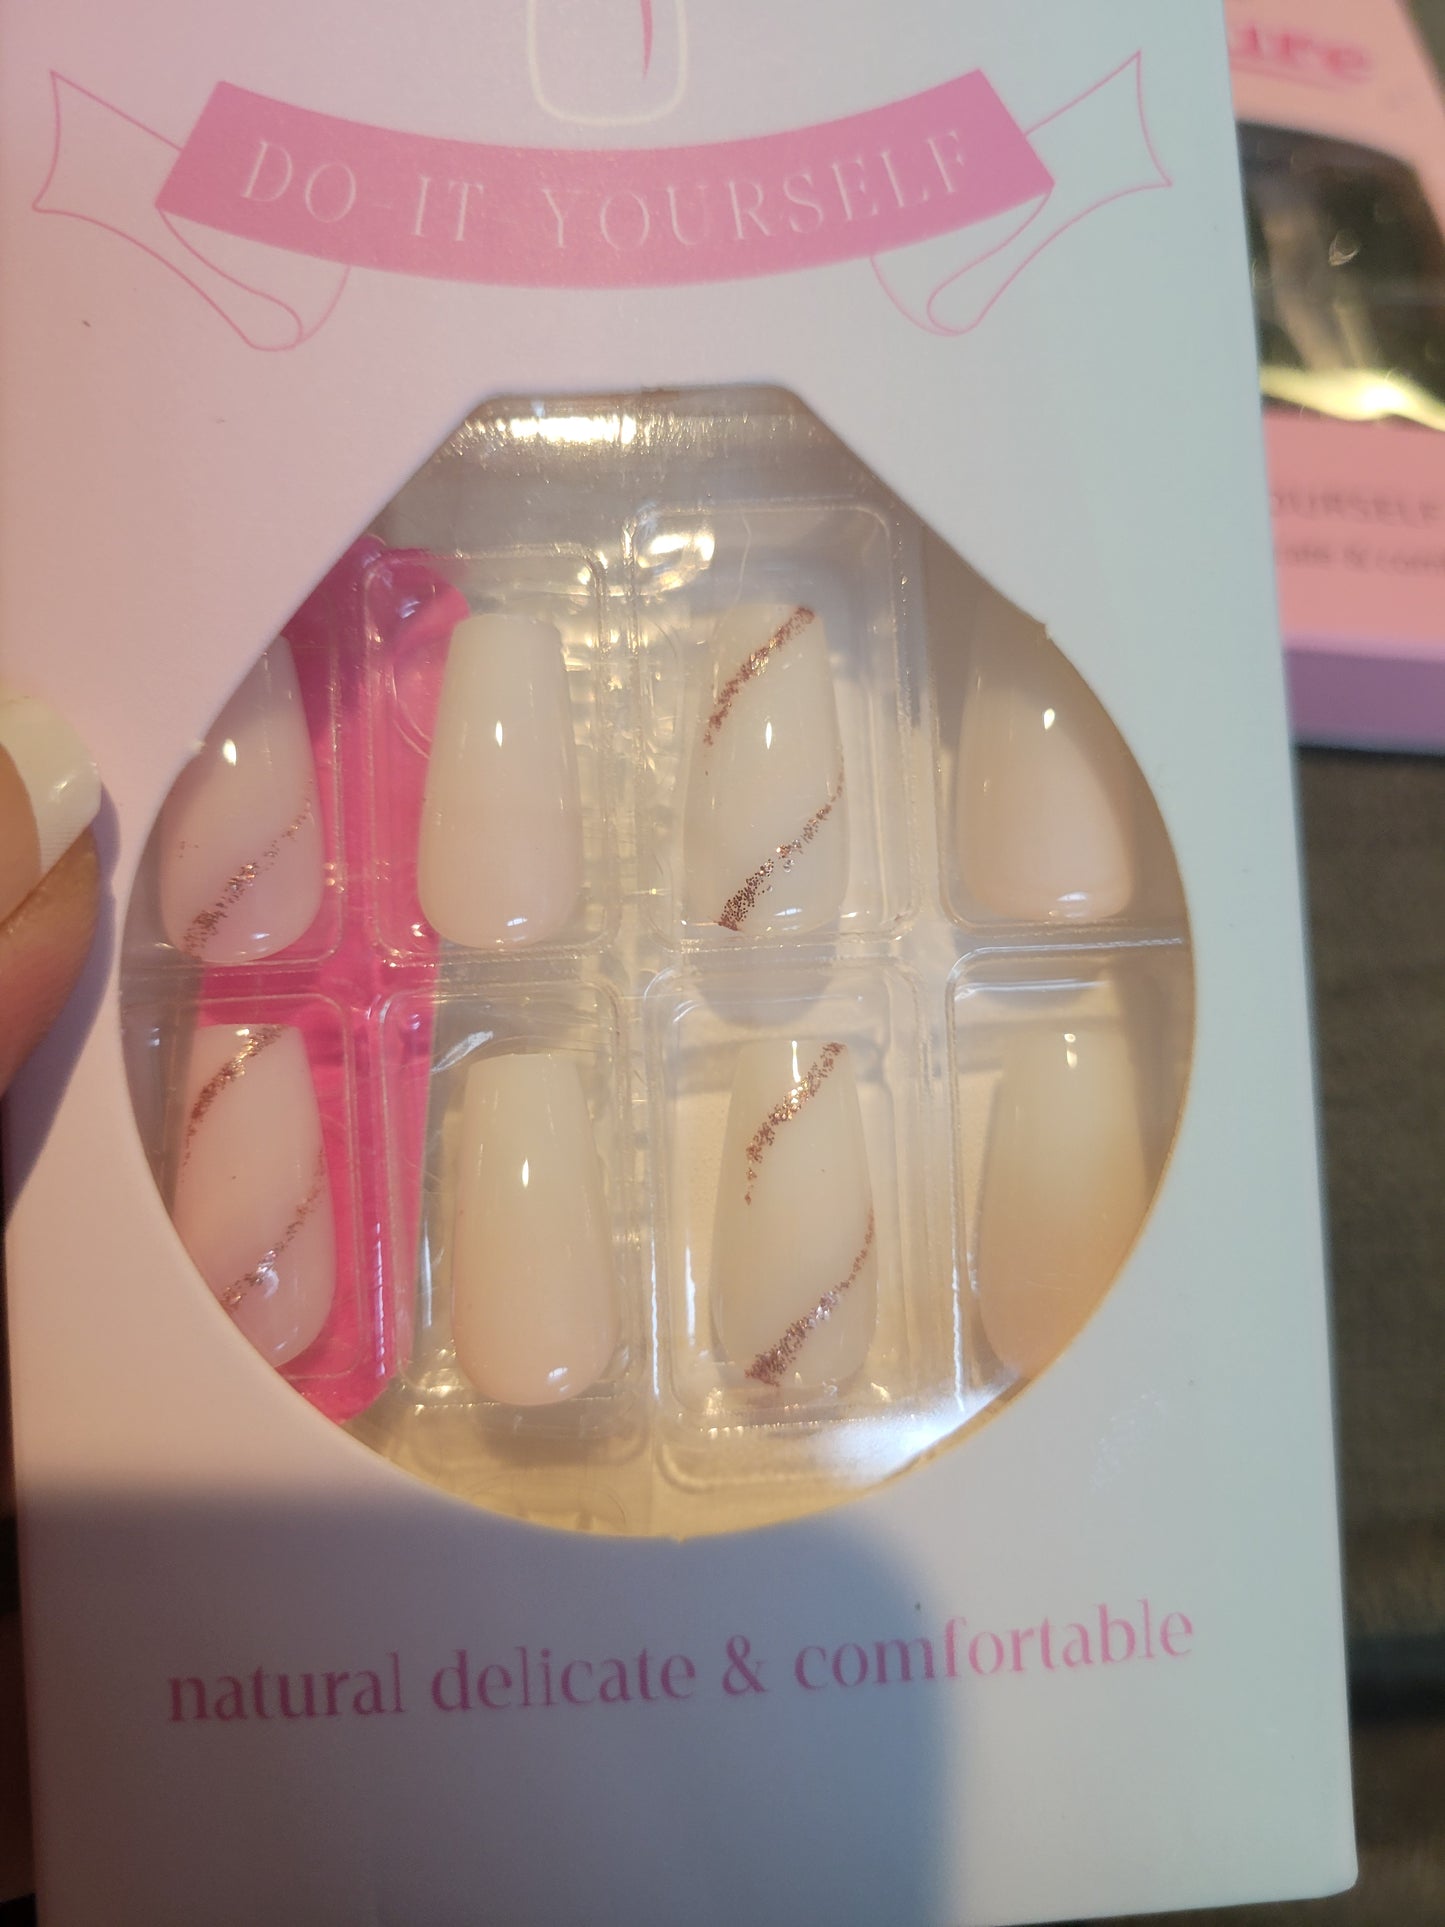 DO-IT-YOURSELF
natural delicate & comfortable